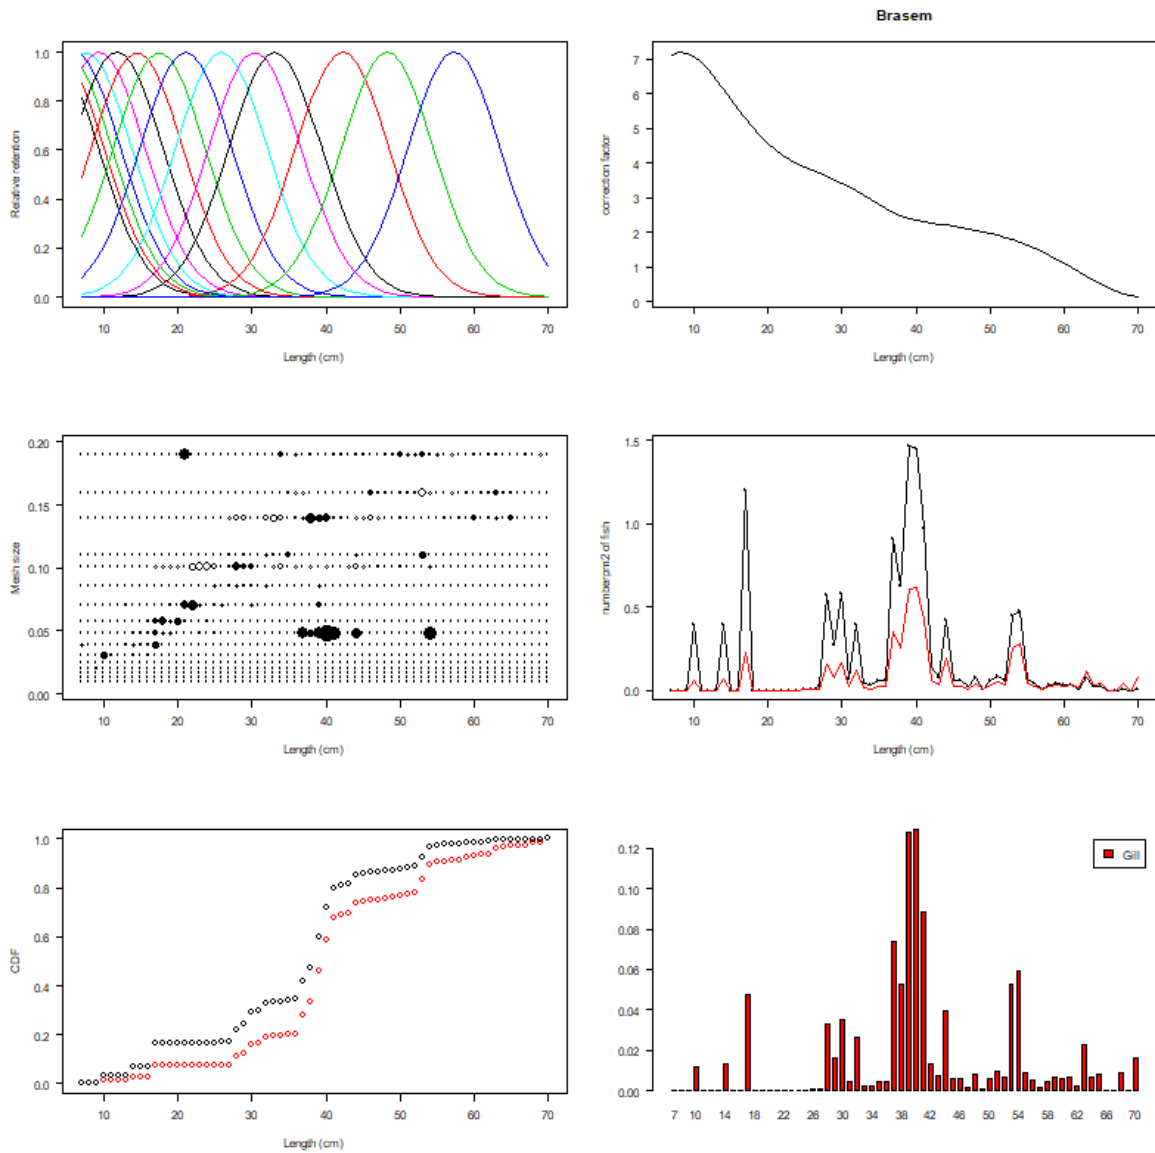 Brasem
Relative retention
0.0
0.2
0.4
0.6
0.8
1.0
10 20 30 40 50 60 70
Length (cm)
correction factor
0
1
2
3
4
5
6
7
10 20 30 40 50 60 70
Length (cm)
Mesh size
0.00
0.05
0.10
0.15
0.20
10 20 30 40 50 60 70
Length (cm)
numberpm2 of fish
0.0
0.5
1.0
1.5
10 20 30 40 50 60 70
Length (cm)
CDF
0.0
0.2
0.4
0.6
0.8
1.0
10 20 30 40 50 60 70
Length (cm)
0.00
0.02
0.04
0.06
0.08
0.10
0.12
Gill
7 10 14 18 22 26 30 34 38 42 46 50 54 58 62 66 70